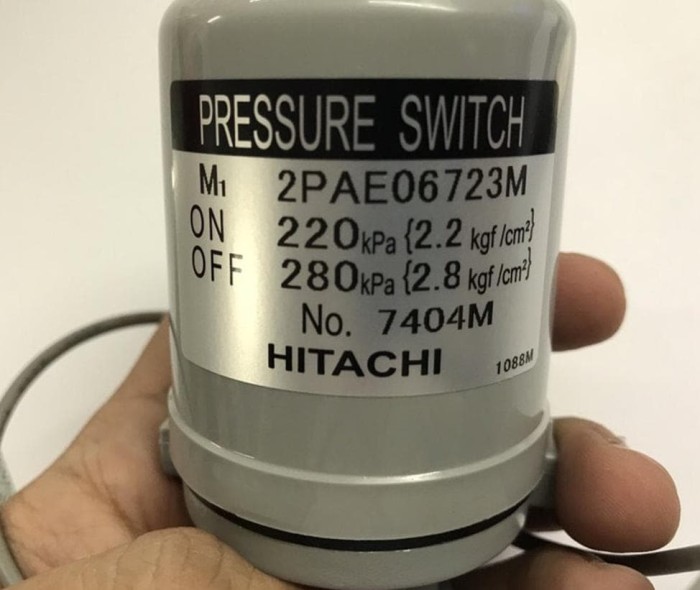 PRESSURE SWITCH
M1 2PAE06723M
ON 220kPa {2.2 kgf/cm²}
OFF 280kPa {2.8 kgf/cm²}
No. 7404M
HITACHI 1088M